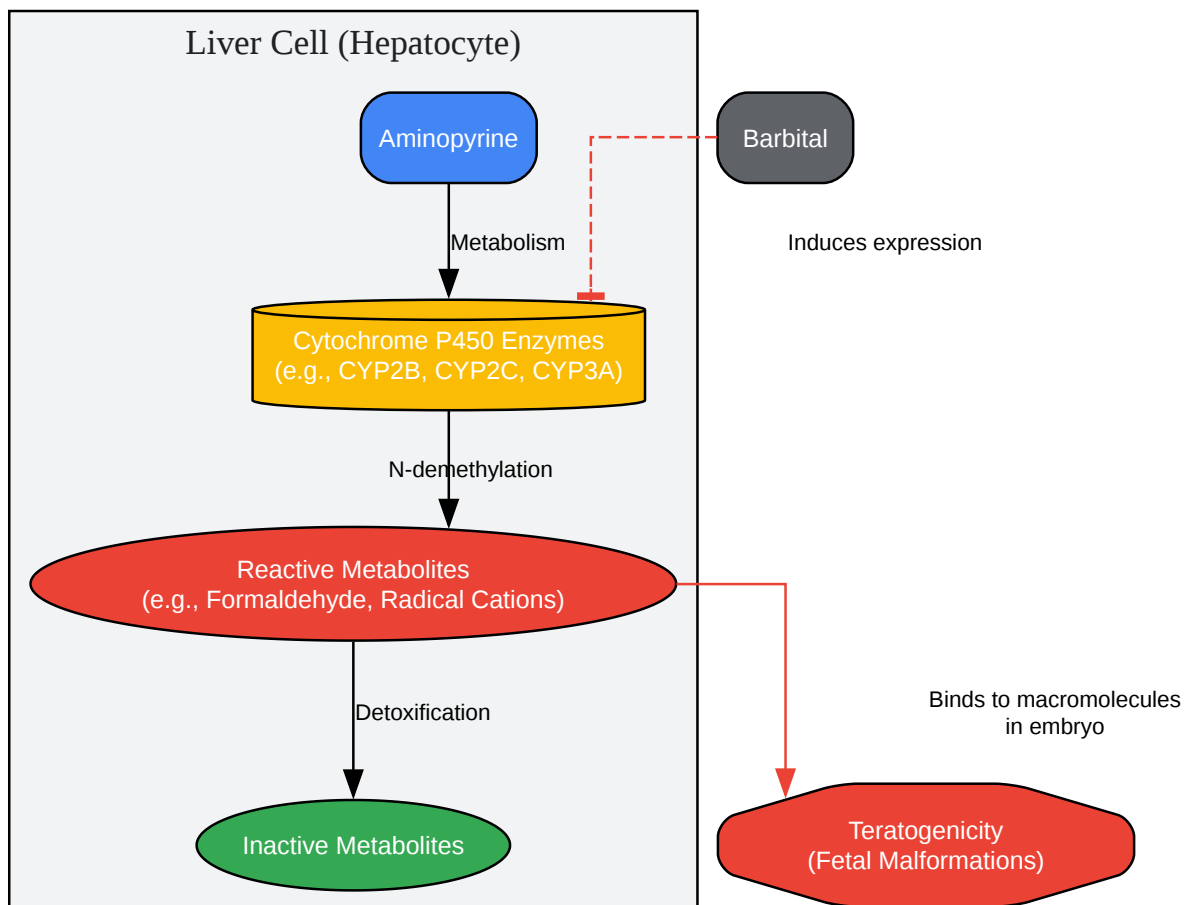 Liver Cell (Hepatocyte)
Aminopyrine
Barbital
Metabolism
Induces expression
Cytochrome P450 Enzymes
(e.g., CYP2B, CYP2C, CYP3A)
N-demethylation
Reactive Metabolites
(e.g., Formaldehyde, Radical Cations)
Detoxification
Binds to macromolecules
in embryo
Inactive Metabolites
Teratogenicity
(Fetal Malformations)